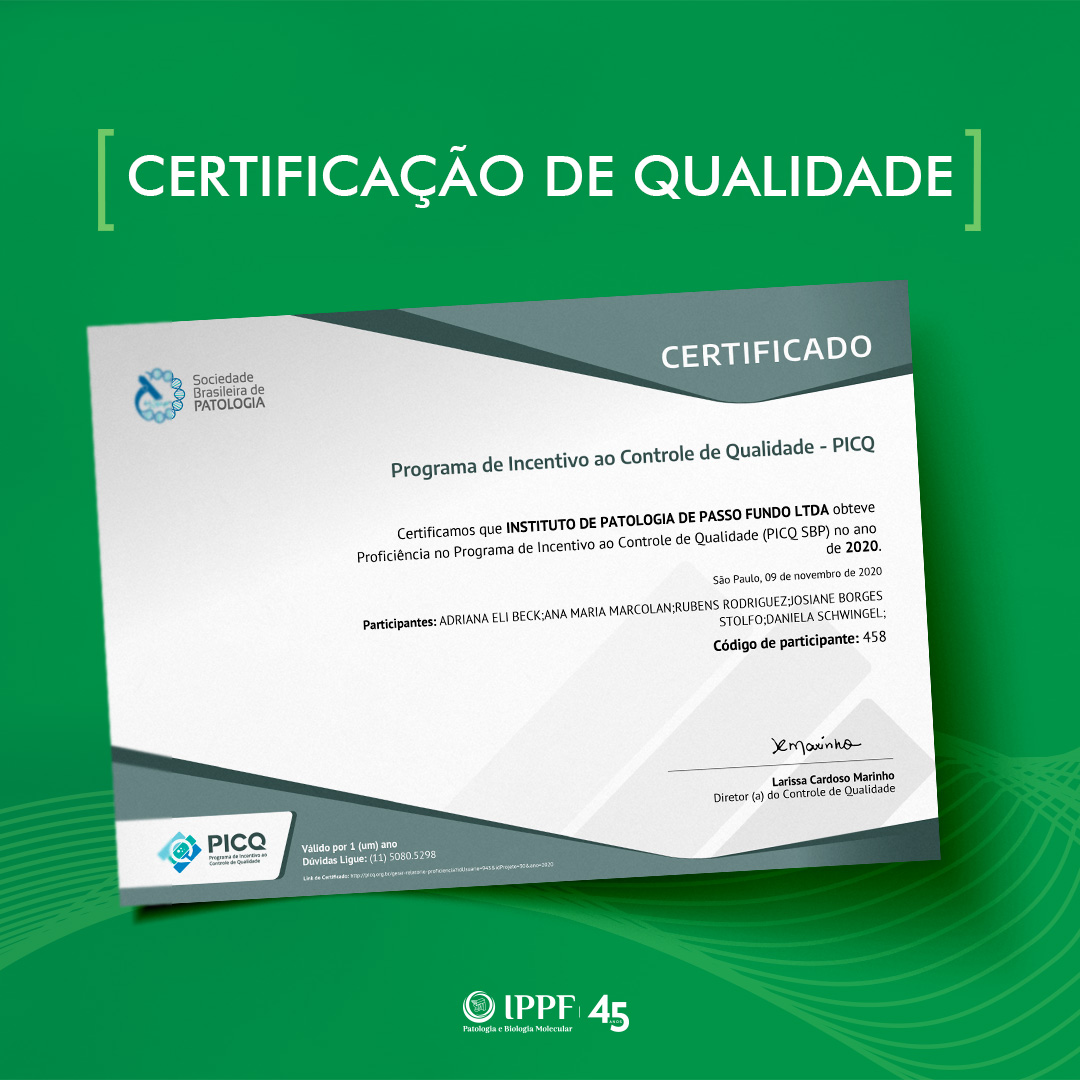 [ CERTIFICAÇÃO DE QUALIDADE ]
CERTIFICADO
Sociedade
Brasileira de
PATOLOGIA
Programa de Incentivo ao Controle de Qualidade - PICQ
Certificamos que INSTITUTO DE PATOLOGIA DE PASSO FUNDO LTDA obteve
Proficiência no Programa de Incentivo ao Controle de Qualidade (PICQ SBP) no ano
de 2020.
São Paulo, 09 de novembro de 2020
Participantes: ADRIANA ELI BECK;ANA MARIA MARCOLAN;RUBENS RODRIGUEZ;JOSIANE BORGES
STOLFO;DANIELA SCHWINGEL;
Código de participante: 458
Larissa Cardoso Marinho
Diretor (a) do Controle de Qualidade
PICQ
Programa de Incentivo ao
Controle de Qualidade
Válido por 1 (um) ano
Dúvidas Ligue: (11) 5080.5298
Link do Certificado:
IPPF
Patologia e Biologia Molecular
45
ANOS